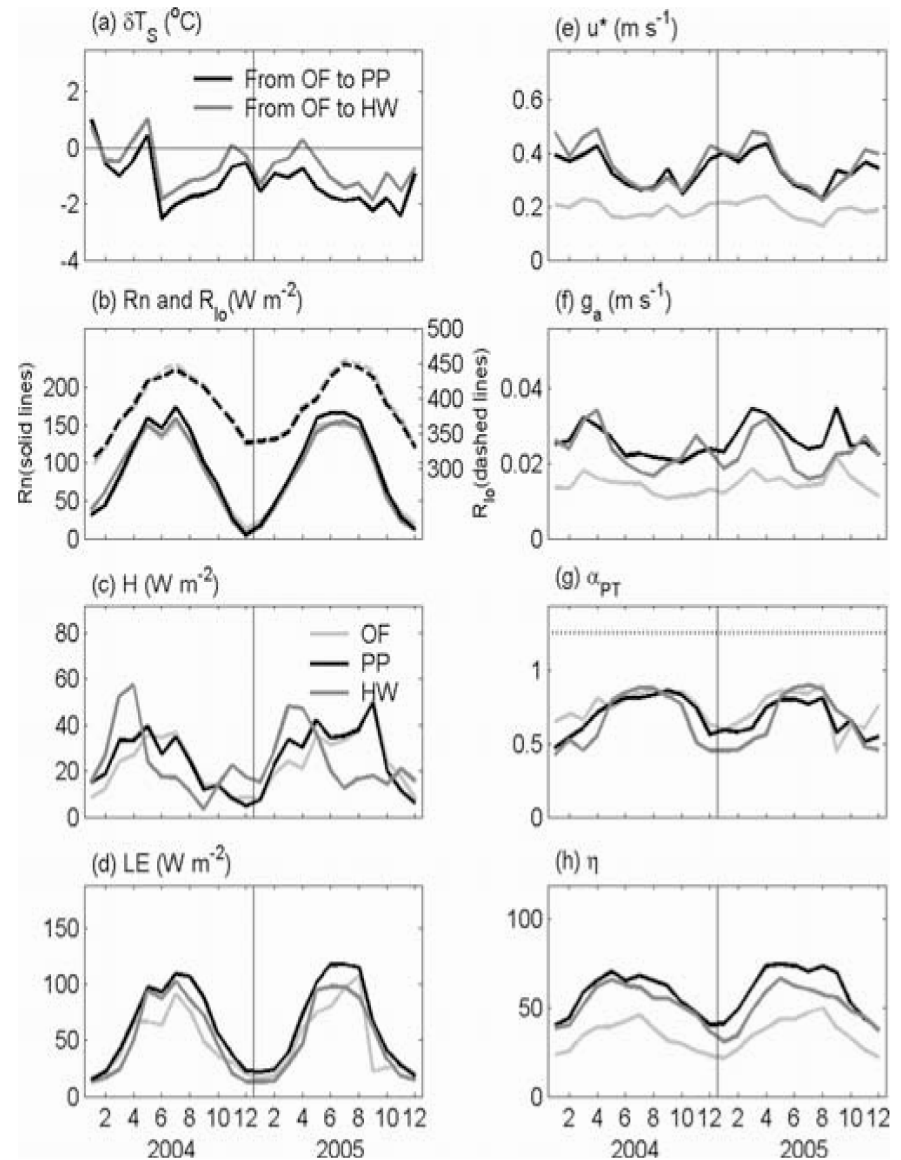 (a) δT_S (°C)
2
0
-2
-4
From OF to PP
From OF to HW
(b) Rn and R_lo(W m⁻²)
Rn(solid lines)
200
150
100
50
0
500
450
400
350
300
R_lo(dashed lines)
(c) H (W m⁻²)
80
60
40
20
0
OF
PP
HW
(d) LE (W m⁻²)
150
100
50
0
2 4 6 8 10 12 2 4 6 8 10 12
2004 2005
(e) u* (m s⁻¹)
0.6
0.4
0.2
0
(f) g_a (m s⁻¹)
0.04
0.02
0
(g) α_PT
1
0.5
0
(h) η
100
50
0
2 4 6 8 10 12 2 4 6 8 10 12
2004 2005